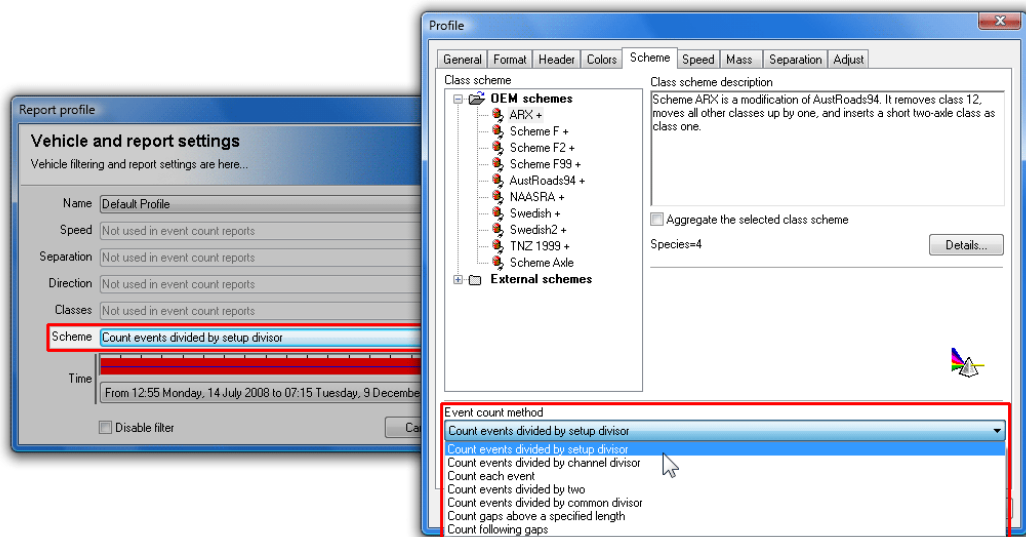 Report profile
Vehicle and report settings
Vehicle filtering and report settings are here...
Name Default Profile
Speed Not used in event count reports
Separation Not used in event count reports
Direction Not used in event count reports
Classes Not used in event count reports
Scheme Count events divided by setup divisor
Time
From 12:55 Monday, 14 July 2008 to 07:15 Tuesday, 9 December
Disable filter
Profile
General Format Header Colors Scheme Speed Mass Separation Adjust
Class scheme
OEM schemes
ARX +
Scheme F +
Scheme F2 +
Scheme F99 +
AustRoads94 +
NAASRA +
Swedish +
Swedish2 +
TNZ 1999 +
Scheme Axle
External schemes
Class scheme description
Scheme ARX is a modification of AustRoads94. It removes class 12,
moves all other classes up by one, and inserts a short two-axle class as
class one.
Aggregate the selected class scheme
Species=4
Details...
Event count method
Count events divided by setup divisor
Count events divided by setup divisor
Count events divided by channel divisor
Count each event
Count events divided by two
Count events divided by common divisor
Count gaps above a specified length
Count following gaps